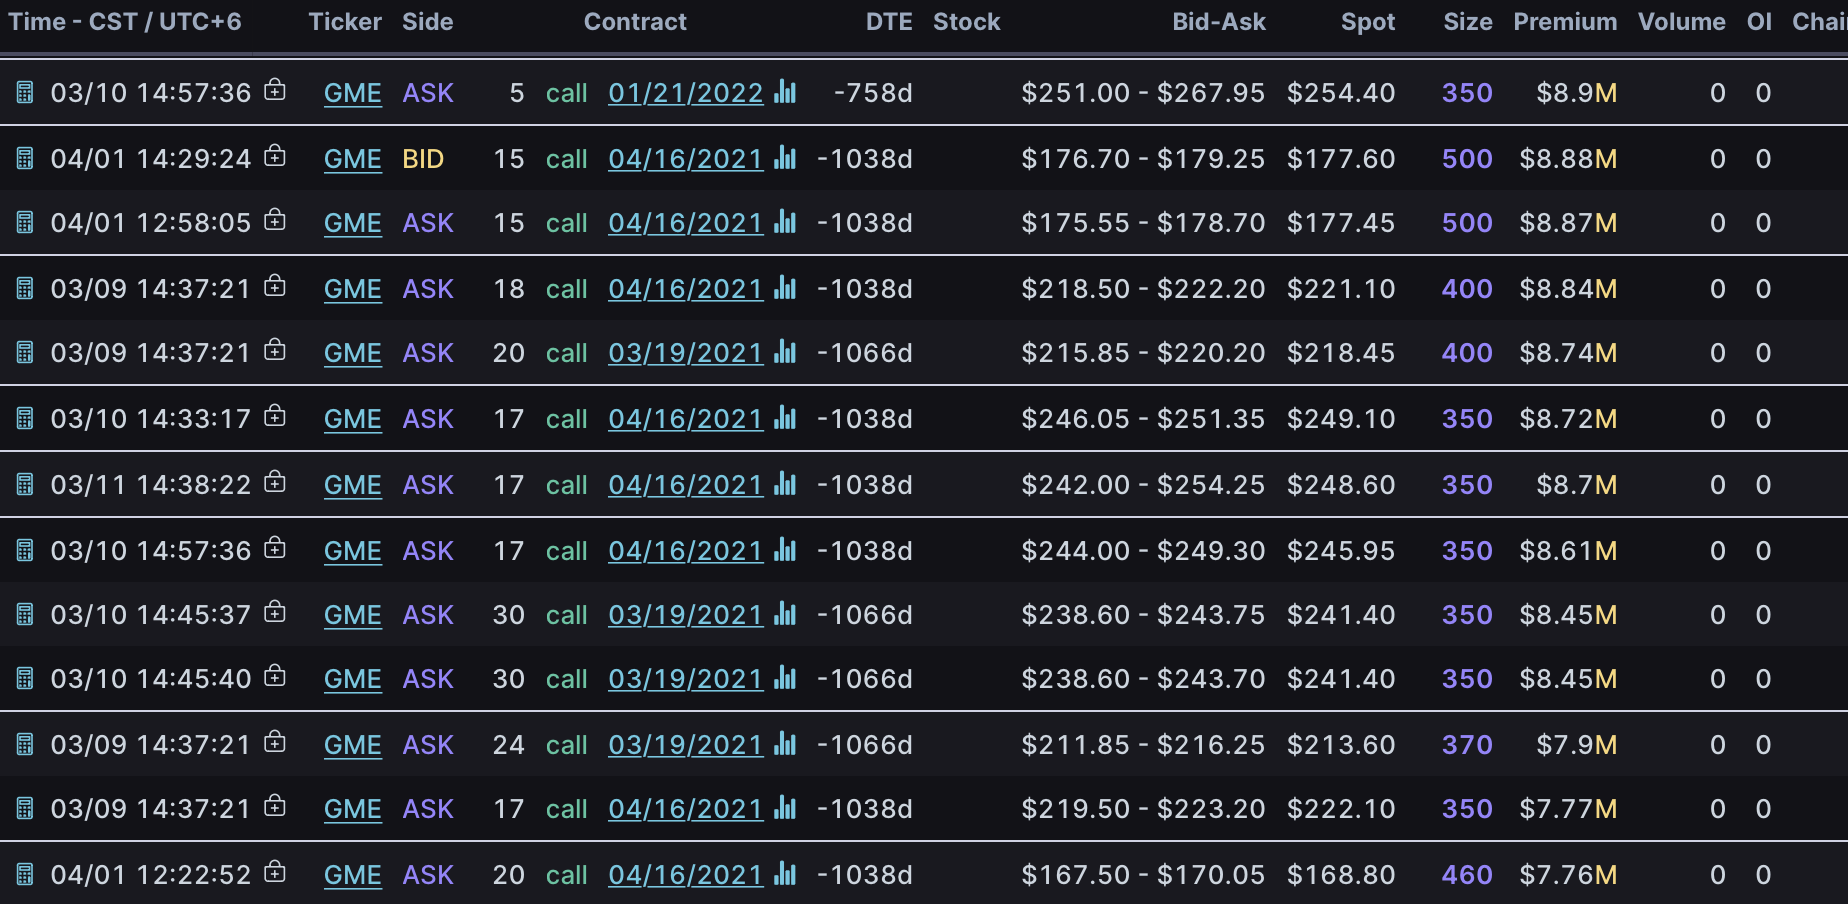 Time - CST / UTC+6 Ticker Side Contract DTE Stock Bid-Ask Spot Size Premium Volume OI Chai
03/10 14:57:36 GME ASK 5 call 01/21/2022 -758d $251.00 - $267.95 $254.40 350 $8.9M 0 0
04/01 14:29:24 GME BID 15 call 04/16/2021 -1038d $176.70 - $179.25 $177.60 500 $8.88M 0 0
04/01 12:58:05 GME ASK 15 call 04/16/2021 -1038d $175.55 - $178.70 $177.45 500 $8.87M 0 0
03/09 14:37:21 GME ASK 18 call 04/16/2021 -1038d $218.50 - $222.20 $221.10 400 $8.84M 0 0
03/09 14:37:21 GME ASK 20 call 03/19/2021 -1066d $215.85 - $220.20 $218.45 400 $8.74M 0 0
03/10 14:33:17 GME ASK 17 call 04/16/2021 -1038d $246.05 - $251.35 $249.10 350 $8.72M 0 0
03/11 14:38:22 GME ASK 17 call 04/16/2021 -1038d $242.00 - $254.25 $248.60 350 $8.7M 0 0
03/10 14:57:36 GME ASK 17 call 04/16/2021 -1038d $244.00 - $249.30 $245.95 350 $8.61M 0 0
03/10 14:45:37 GME ASK 30 call 03/19/2021 -1066d $238.60 - $243.75 $241.40 350 $8.45M 0 0
03/10 14:45:40 GME ASK 30 call 03/19/2021 -1066d $238.60 - $243.70 $241.40 350 $8.45M 0 0
03/09 14:37:21 GME ASK 24 call 03/19/2021 -1066d $211.85 - $216.25 $213.60 370 $7.9M 0 0
03/09 14:37:21 GME ASK 17 call 04/16/2021 -1038d $219.50 - $223.20 $222.10 350 $7.77M 0 0
04/01 12:22:52 GME ASK 20 call 04/16/2021 -1038d $167.50 - $170.05 $168.80 460 $7.76M 0 0